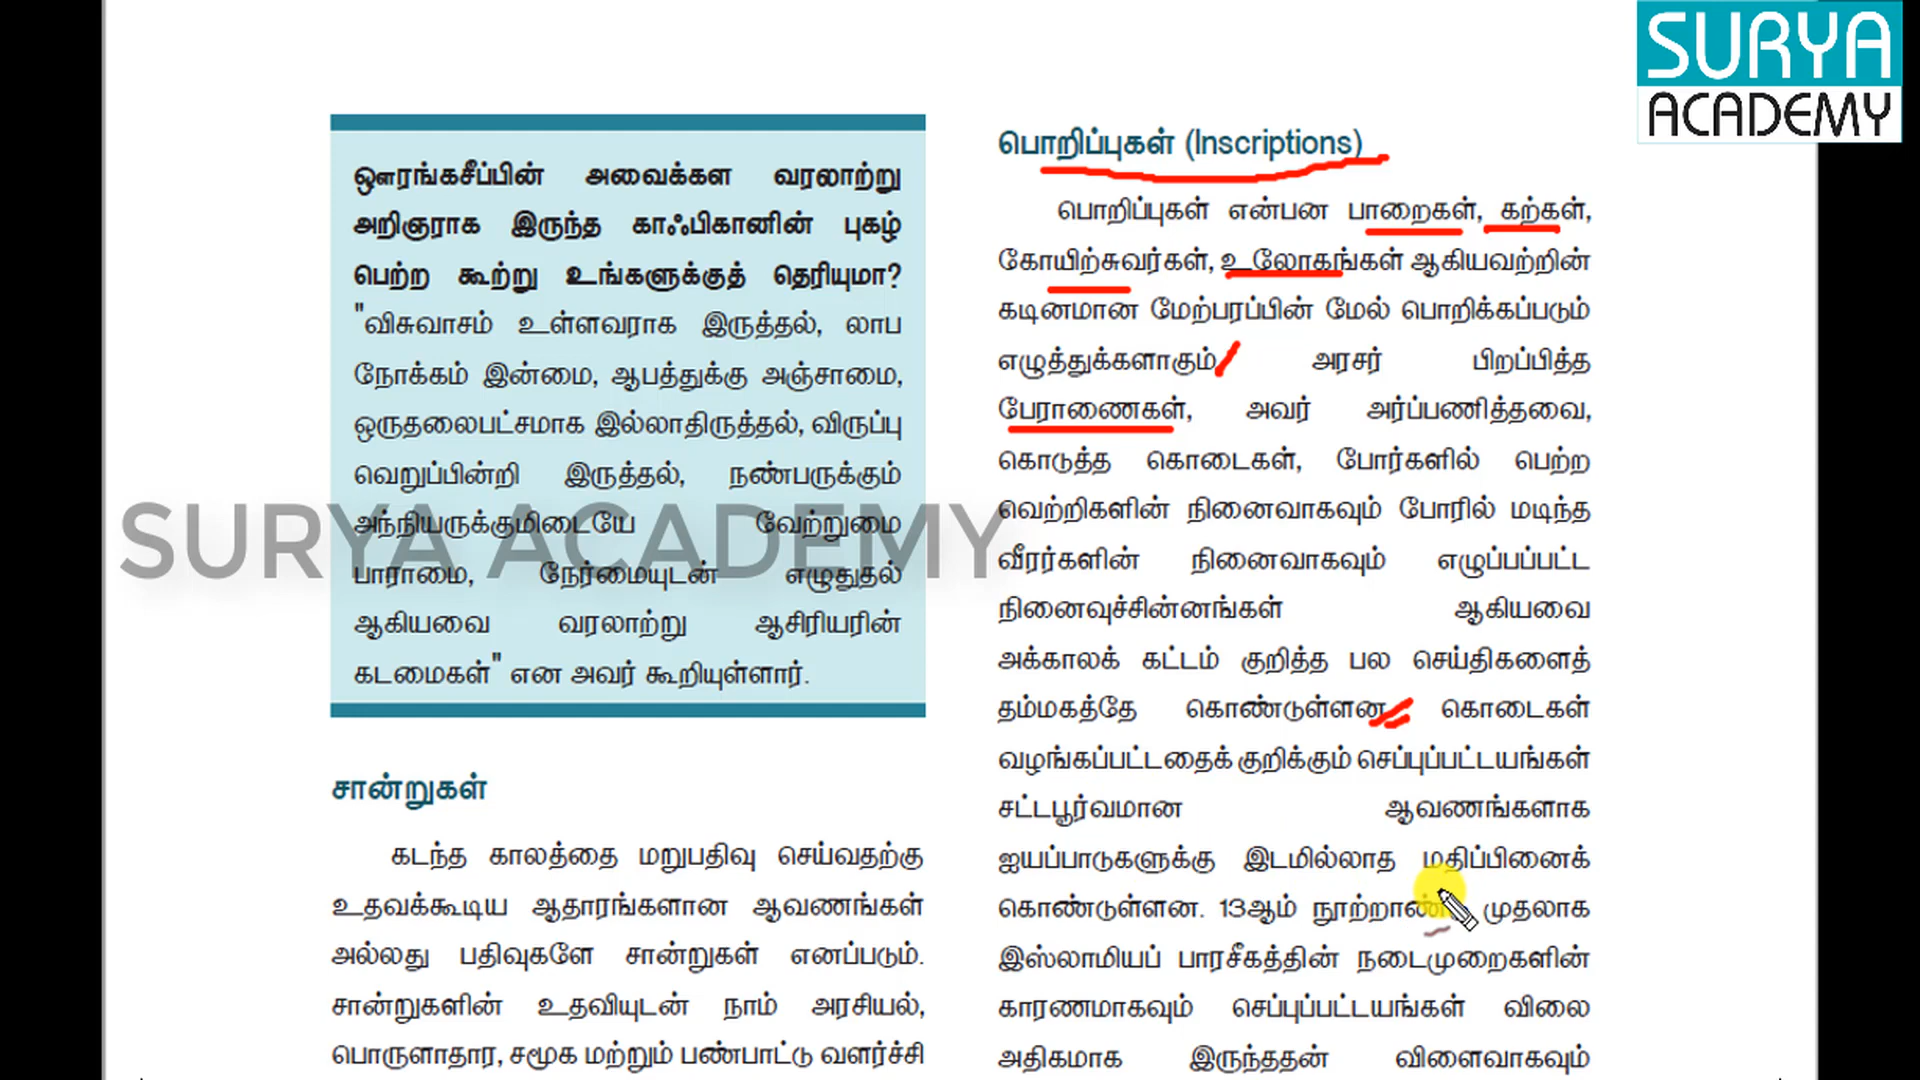 SURYA
ACADEMY
ஔரங்கசீப்பின் அவைக்கள வரலாற்று
அறிஞராக இருந்த காஃபிகானின் புகழ்
பெற்ற கூற்று உங்களுக்குத் தெரியுமா?
"விசுவாசம் உள்ளவராக இருத்தல், லாப
நோக்கம் இன்மை, ஆபத்துக்கு அஞ்சாமை,
ஒருதலைபட்சமாக இல்லாதிருத்தல், விருப்பு
வெறுப்பின்றி இருத்தல், நண்பருக்கும்
அந்நியருக்குமிடையே வேற்றுமை
பாராமை, நேர்மையுடன் எழுதுதல்
ஆகியவை வரலாற்று ஆசிரியரின்
கடமைகள்" என அவர் கூறியுள்ளார்.
SURYA ACADEMY
சான்றுகள்
கடந்த காலத்தை மறுபதிவு செய்வதற்கு
உதவக்கூடிய ஆதாரங்களான ஆவணங்கள்
அல்லது பதிவுகளே சான்றுகள் எனப்படும்.
சான்றுகளின் உதவியுடன் நாம் அரசியல்,
பொருளாதார, சமூக மற்றும் பண்பாட்டு வளர்ச்சி
பொறிப்புகள் (Inscriptions)
பொறிப்புகள் என்பன பாறைகள், கற்கள்,
கோயிற்சுவர்கள், உலோகங்கள் ஆகியவற்றின்
கடினமான மேற்பரப்பின் மேல் பொறிக்கப்படும்
எழுத்துக்களாகும் அரசர் பிறப்பித்த
பேராணைகள், அவர் அர்ப்பணித்தவை,
கொடுத்த கொடைகள், போர்களில் பெற்ற
வெற்றிகளின் நினைவாகவும் போரில் மடிந்த
வீரர்களின் நினைவாகவும் எழுப்பப்பட்ட
நினைவுச்சின்னங்கள் ஆகியவை
அக்காலக் கட்டம் குறித்த பல செய்திகளைத்
தம்மகத்தே கொண்டுள்ளன கொடைகள்
வழங்கப்பட்டதைக் குறிக்கும் செப்புப்பட்டயங்கள்
சட்டபூர்வமான ஆவணங்களாக
ஐயப்பாடுகளுக்கு இடமில்லாத மதிப்பினைக்
கொண்டுள்ளன. 13ஆம் நூற்றாண்டு முதலாக
இஸ்லாமியப் பாரசீகத்தின் நடைமுறைகளின்
காரணமாகவும் செப்புப்பட்டயங்கள் விலை
அதிகமாக இருந்ததன் விளைவாகவும்